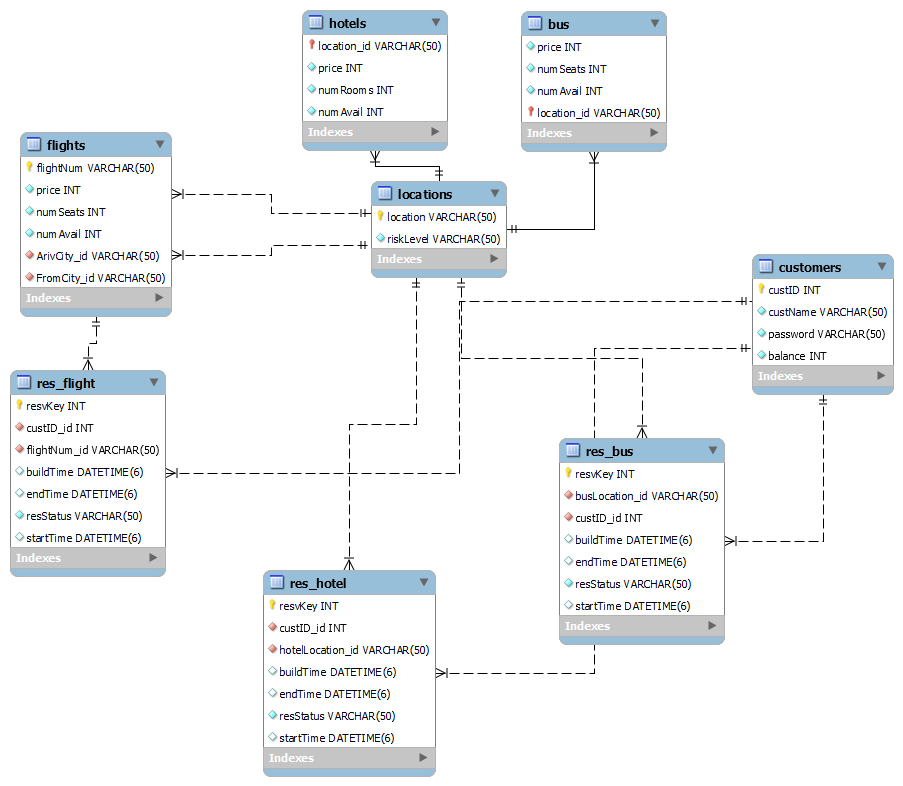 hotels
location_id VARCHAR(50)
price INT
numRooms INT
numAvail INT
Indexes
bus
price INT
numSeats INT
numAvail INT
location_id VARCHAR(50)
Indexes
flights
flightNum VARCHAR(50)
price INT
numSeats INT
numAvail INT
ArivCity_id VARCHAR(50)
FromCity_id VARCHAR(50)
Indexes
locations
location VARCHAR(50)
riskLevel VARCHAR(50)
Indexes
customers
custID INT
custName VARCHAR(50)
password VARCHAR(50)
balance INT
Indexes
res_flight
resvKey INT
custID_id INT
flightNum_id VARCHAR(50)
buildTime DATETIME(6)
endTime DATETIME(6)
resStatus VARCHAR(50)
startTime DATETIME(6)
Indexes
res_bus
resvKey INT
busLocation_id VARCHAR(50)
custID_id INT
buildTime DATETIME(6)
endTime DATETIME(6)
resStatus VARCHAR(50)
startTime DATETIME(6)
Indexes
res_hotel
resvKey INT
custID_id INT
hotelLocation_id VARCHAR(50)
buildTime DATETIME(6)
endTime DATETIME(6)
resStatus VARCHAR(50)
startTime DATETIME(6)
Indexes